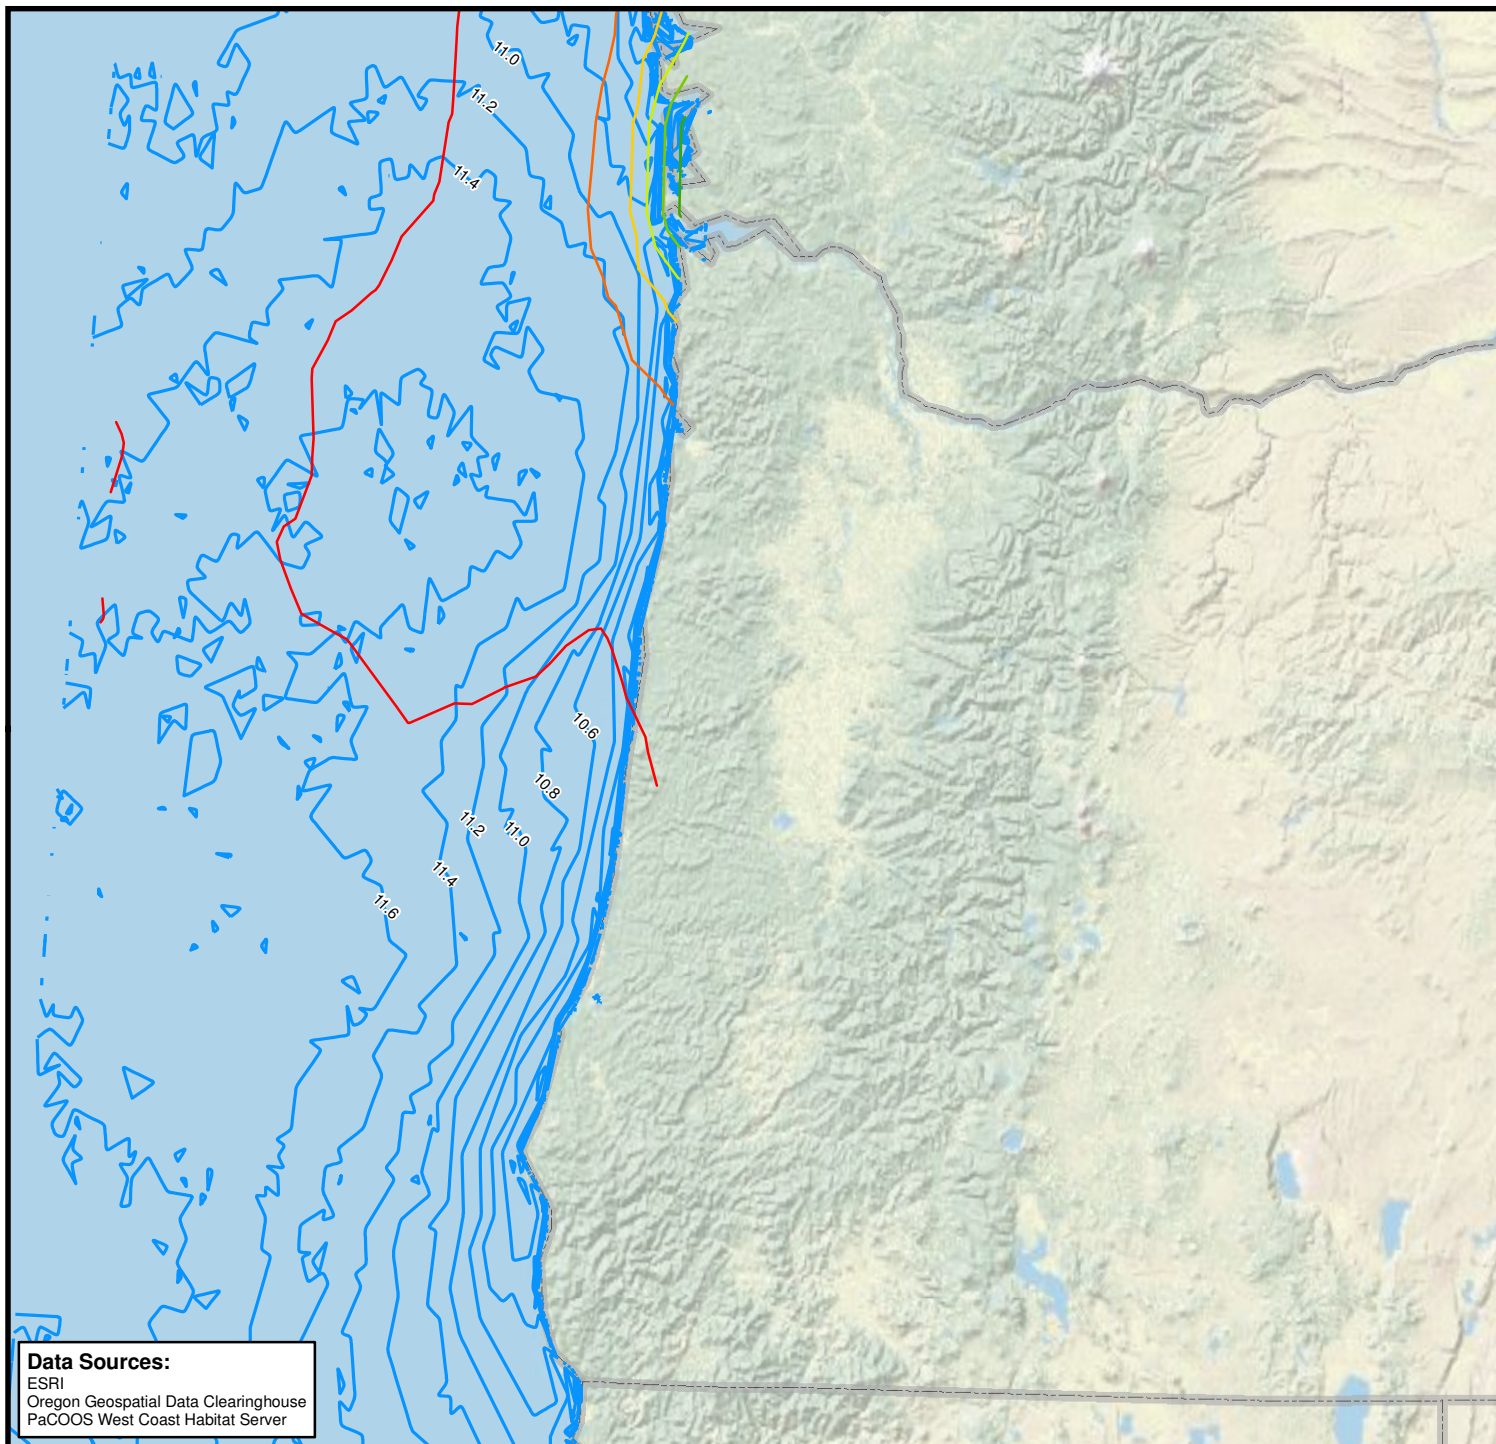 11.0
11.2
11.4
10.6
10.8
11.2
11.0
11.4
11.6
Data Sources:
ESRI
Oregon Geospatial Data Clearinghouse
PaCOOS West Coast Habitat Server